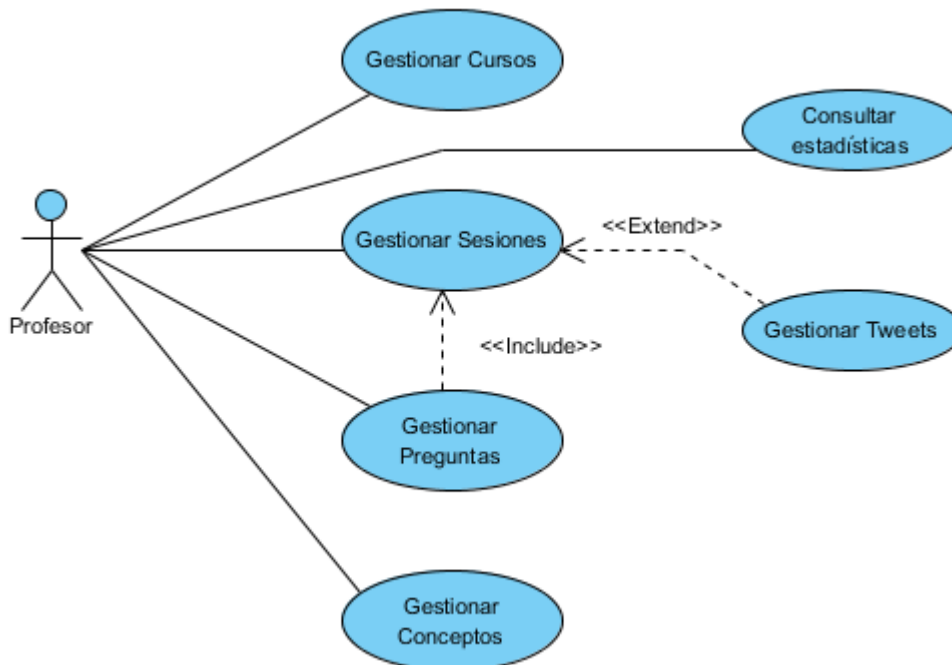 Gestionar Cursos
Consultar
estadísticas
Gestionar Sesiones
<<Extend>>
Profesor
Gestionar Tweets
<<Include>>
Gestionar
Preguntas
Gestionar
Conceptos